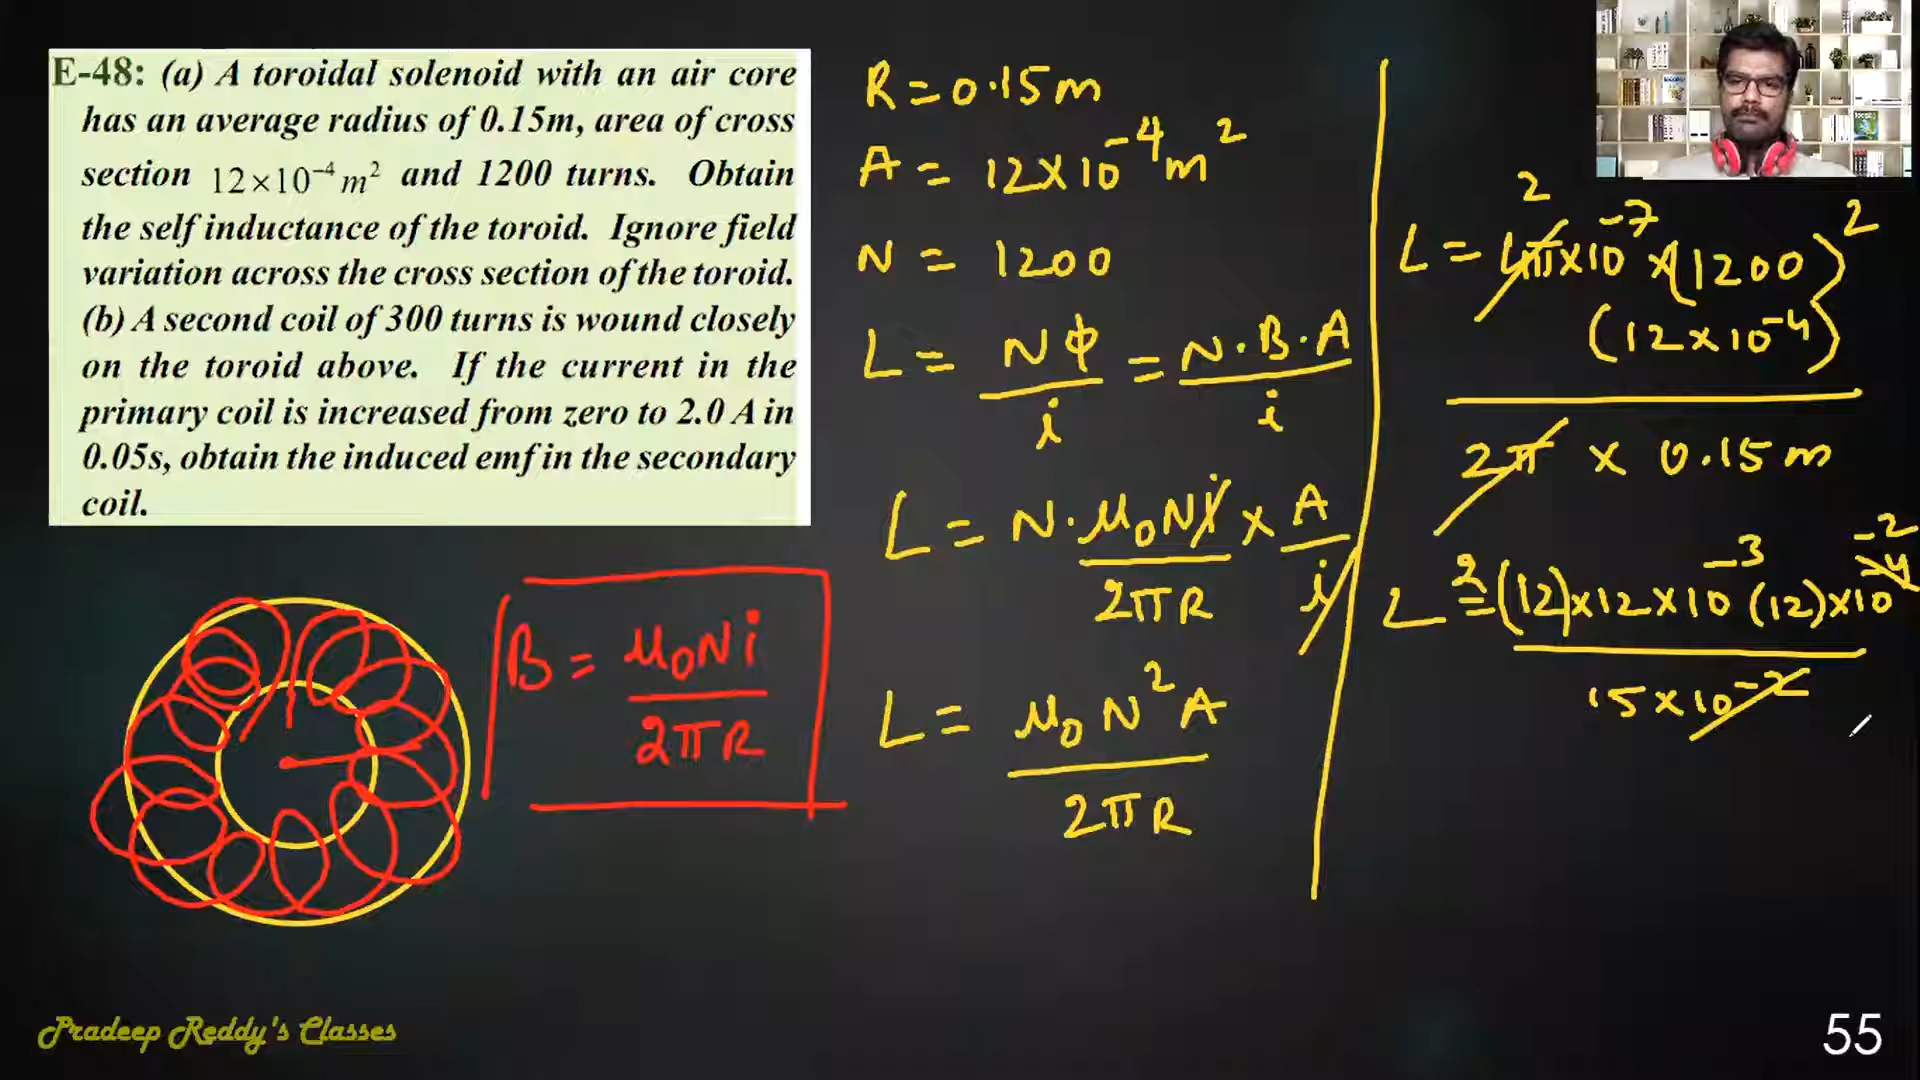 E-48: (a) A toroidal solenoid with an air core
has an average radius of 0.15m, area of cross
section 12×10⁻⁴ m² and 1200 turns. Obtain
the self inductance of the toroid. Ignore field
variation across the cross section of the toroid.
(b) A second coil of 300 turns is wound closely
on the toroid above. If the current in the
primary coil is increased from zero to 2.0 A in
0.05s, obtain the induced emf in the secondary
coil.
B = μ₀Ni / 2πR
R = 0.15m
A = 12×10⁻⁴ m²
N = 1200
L = Nϕ / i = N·B·A / i
L = N·μ₀Ni / 2πR × A / i
L = μ₀N²A / 2πR
2
L = 4π×10⁻⁷ × (1200)²
(12×10⁻⁴)
2π × 0.15m
-2
L = 2(12)×12×10⁻³(12)×10⁻⁴
15×10⁻²
Pradeep Reddy's Classes
55